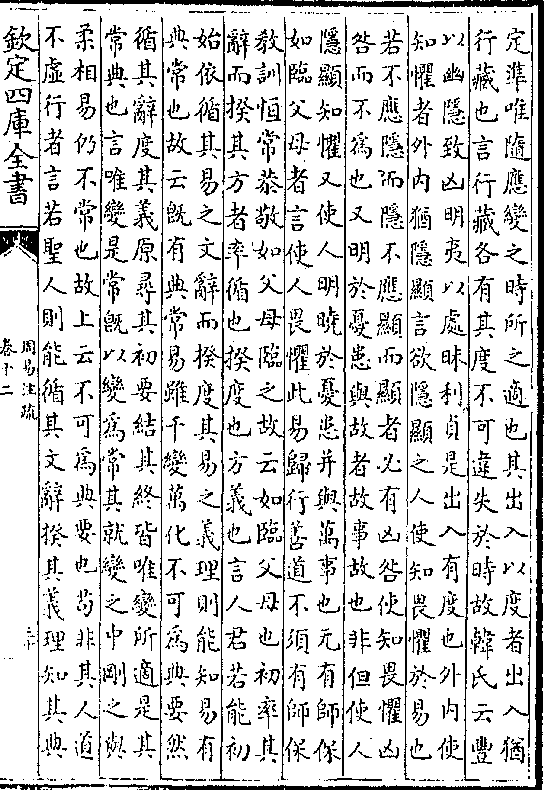 定準唯隨應變之時所之適也其出入以度者出入猶
行藏也言行藏各有其度不可違失於時故韓氏云豐
以幽隱致凶明夷以處昧利貞是出入有度也外内使
知懼者外内猶隱顯言欲隱顯之人使知畏懼於易也
若不應隱而隱不應顯而顯者必有凶咎使知畏懼凶
咎而不為也又明於憂患與故者故事故也非但使人
隱顯知懼又使人明曉於憂患并與萬事也无有師保
如臨父母者言使人畏懼此易歸行善道不須有師保
教訓恒常恭敬如父母臨之故云如臨父母也初率其
辭而揆其方者率循也揆度也方義也言人君若能初
始依循其易之文辭而揆度其易之義理則能知易有
典常也故云既有典常易雖千變萬化不可為典要然
循其辭度其義原尋其初要結其終皆唯變所適是其
常典也言唯變是常既以變為常其就變之中剛之與
柔相易仍不常也故上云不可為典要也苟非其人道
不虛行者言若聖人則能循其文辭揆其義理知其典
欽定四庫全書
周易注疏
卷十二